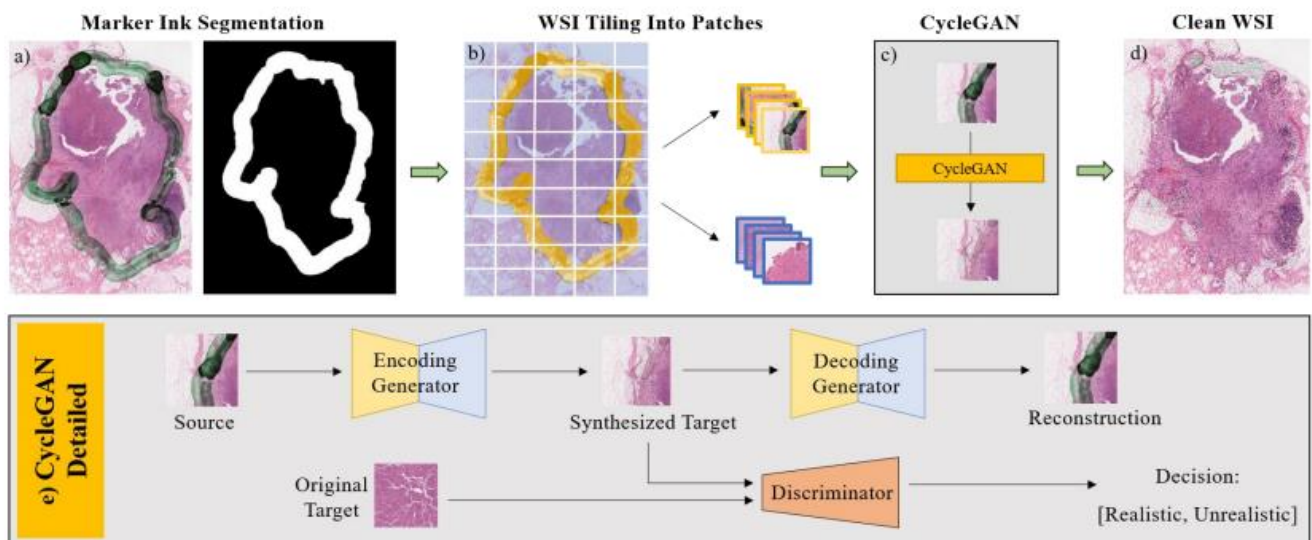 Marker Ink Segmentation
WSI Tiling Into Patches
CycleGAN
Clean WSI
a)
b)
c)
d)
CycleGAN
e) CycleGAN
Detailed
Source
Encoding
Generator
Synthesized Target
Decoding
Generator
Reconstruction
Original
Target
Discriminator
Decision:
[Realistic, Unrealistic]